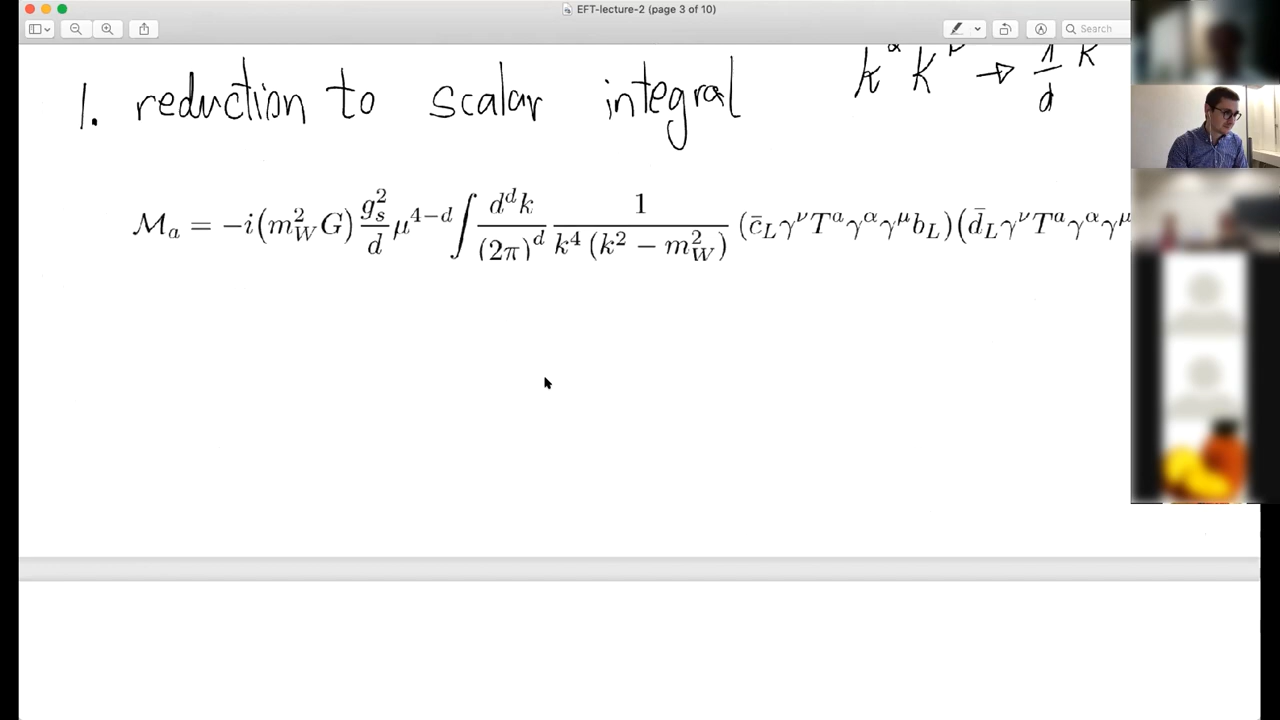 EFT-lecture-2 (page 3 of 10)
Search
k^α k^μ → 1/d k
1. reduction to scalar integral
M_a = −i(m_W^2 G) g_s^2/d μ^{4−d} ∫ d^d k/(2π)^d 1/(k^4 (k^2 − m_W^2)) (c̄_L γ^ν T^a γ^α γ^μ b_L)(d̄_L γ^ν T^a γ^α γ^μ